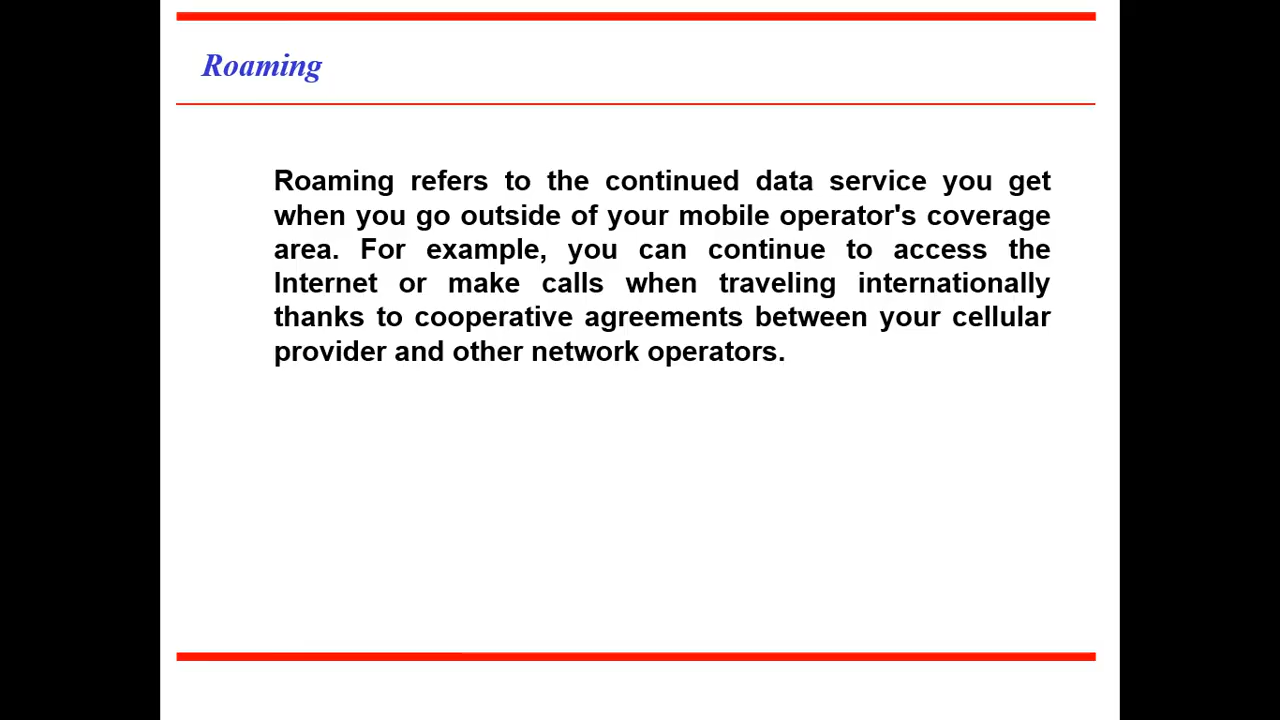 Roaming
Roaming refers to the continued data service you get
when you go outside of your mobile operator's coverage
area. For example, you can continue to access the
Internet or make calls when traveling internationally
thanks to cooperative agreements between your cellular
provider and other network operators.